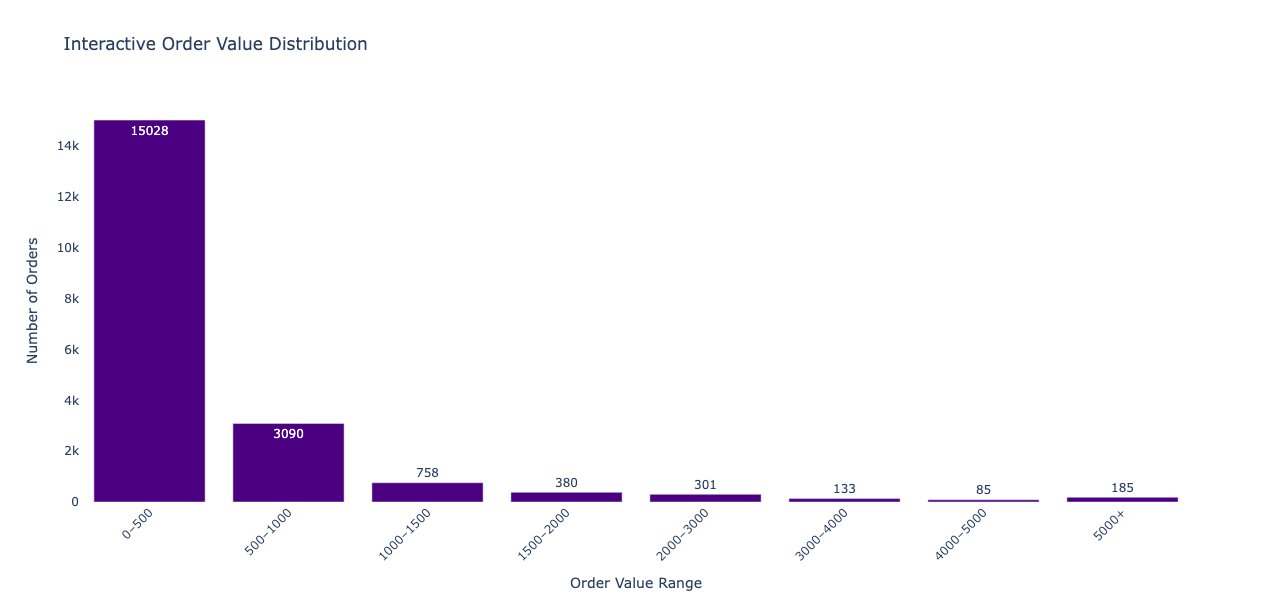 Interactive Order Value Distribution
Number of Orders
14k
12k
10k
8k
6k
4k
2k
0
15028
3090
758
380
301
133
85
185
0−500
500−1000
1000−1500
1500−2000
2000−3000
3000−4000
4000−5000
5000+
Order Value Range